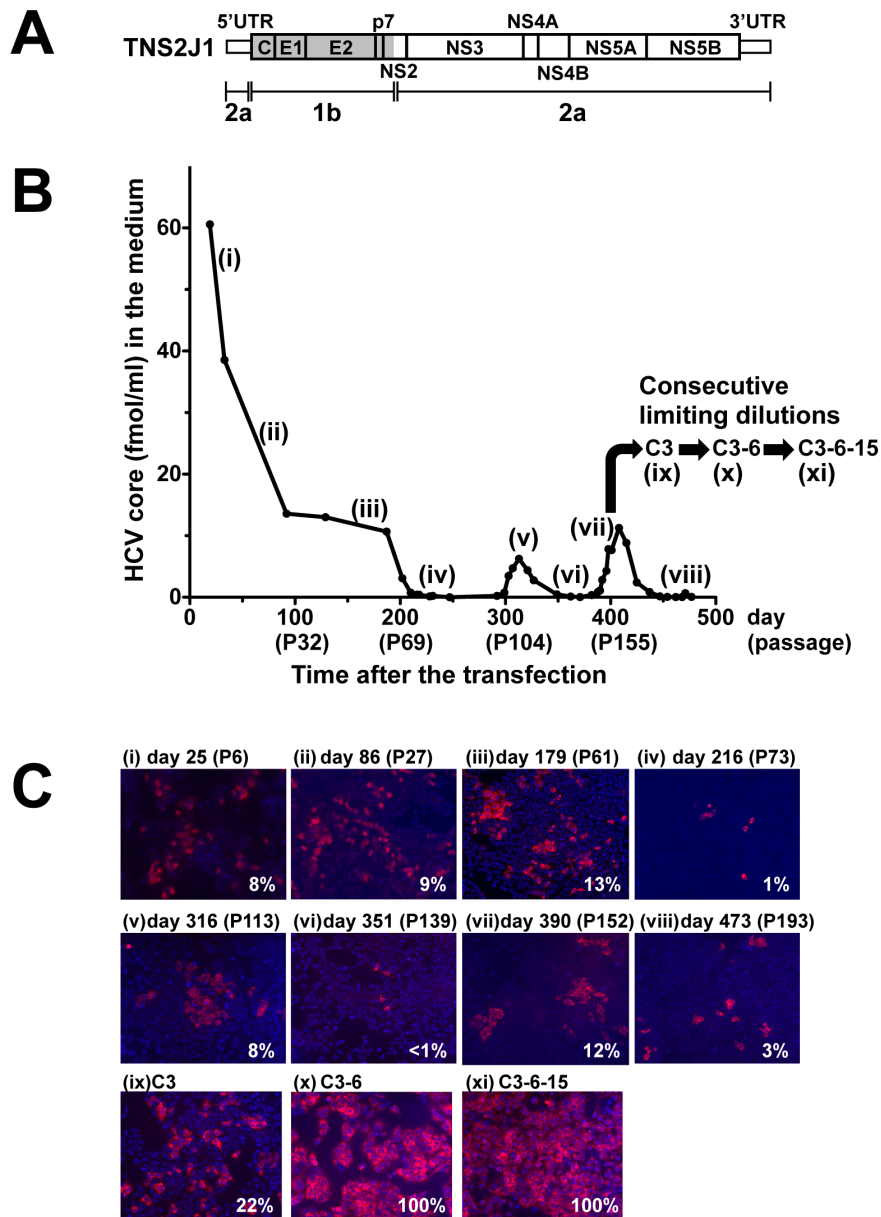 A
5'UTR p7 NS4A 3'UTR
TNS2J1 C E1 E2 NS3 NS5A NS5B
NS2 NS4B
2a 1b 2a
B
HCV core (fmol/ml) in the medium
60
40
20
0
(i)
(ii)
(iii)
(iv)
(v)
(vi)
(vii)
(viii)
Consecutive
limiting dilutions
C3 C3-6 C3-6-15
(ix) (x) (xi)
0 100 200 300 400 500 day
(P32) (P69) (P104) (P155) (passage)
Time after the transfection
C
(i) day 25 (P6) (ii) day 86 (P27) (iii)day 179 (P61) (iv) day 216 (P73)
8% 9% 13% 1%
(v)day 316 (P113) (vi)day 351 (P139) (vii)day 390 (P152) (viii)day 473 (P193)
8% <1% 12% 3%
(ix)C3 (x) C3-6 (xi) C3-6-15
22% 100% 100%